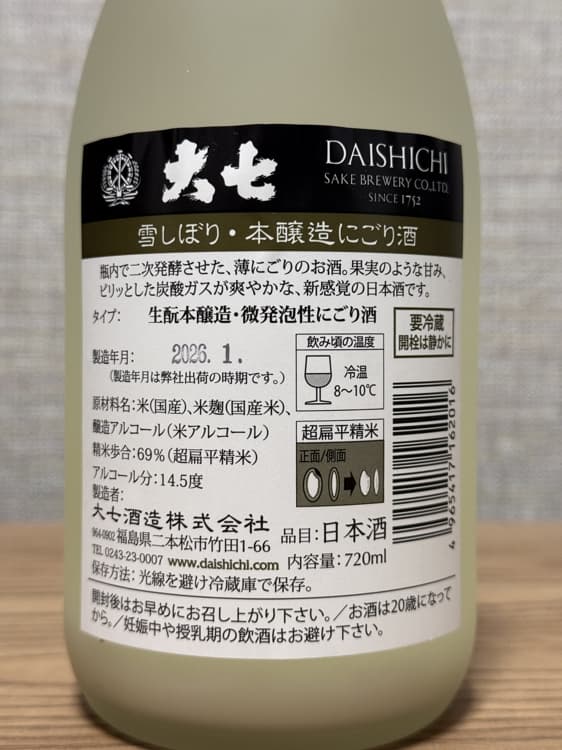 大七
DAISHICHI
SAKE BREWERY CO.,LTD.
SINCE 1752
雪しぼり・本醸造にごり酒
瓶内で二次発酵させた、薄にごりのお酒。果実のような甘み、
ピリッとした炭酸ガスが爽やかな、新感覚の日本酒です。
タイプ: 生酛本醸造・微発泡性にごり酒
要冷蔵
開栓は静かに
製造年月: 2026.1.
(製造年月は弊社出荷の時期です。)
飲み頃の温度
冷温
8〜10℃
原材料名:米(国産)、米麹(国産米)、
醸造アルコール(米アルコール)
精米歩合:69%(超扁平精米)
アルコール分:14.5度
超扁平精米
正面/側面
製造者:
大七酒造株式会社
964-0902 福島県二本松市竹田1-66
TEL 0243-23-0007 www.daishichi.com
品目:日本酒
内容量:720ml
保存方法:光線を避け冷蔵庫で保存。
4965417162016
開封後はお早めにお召し上がり下さい。/お酒は20歳になって
から。/妊娠中や授乳期の飲酒はお避け下さい。